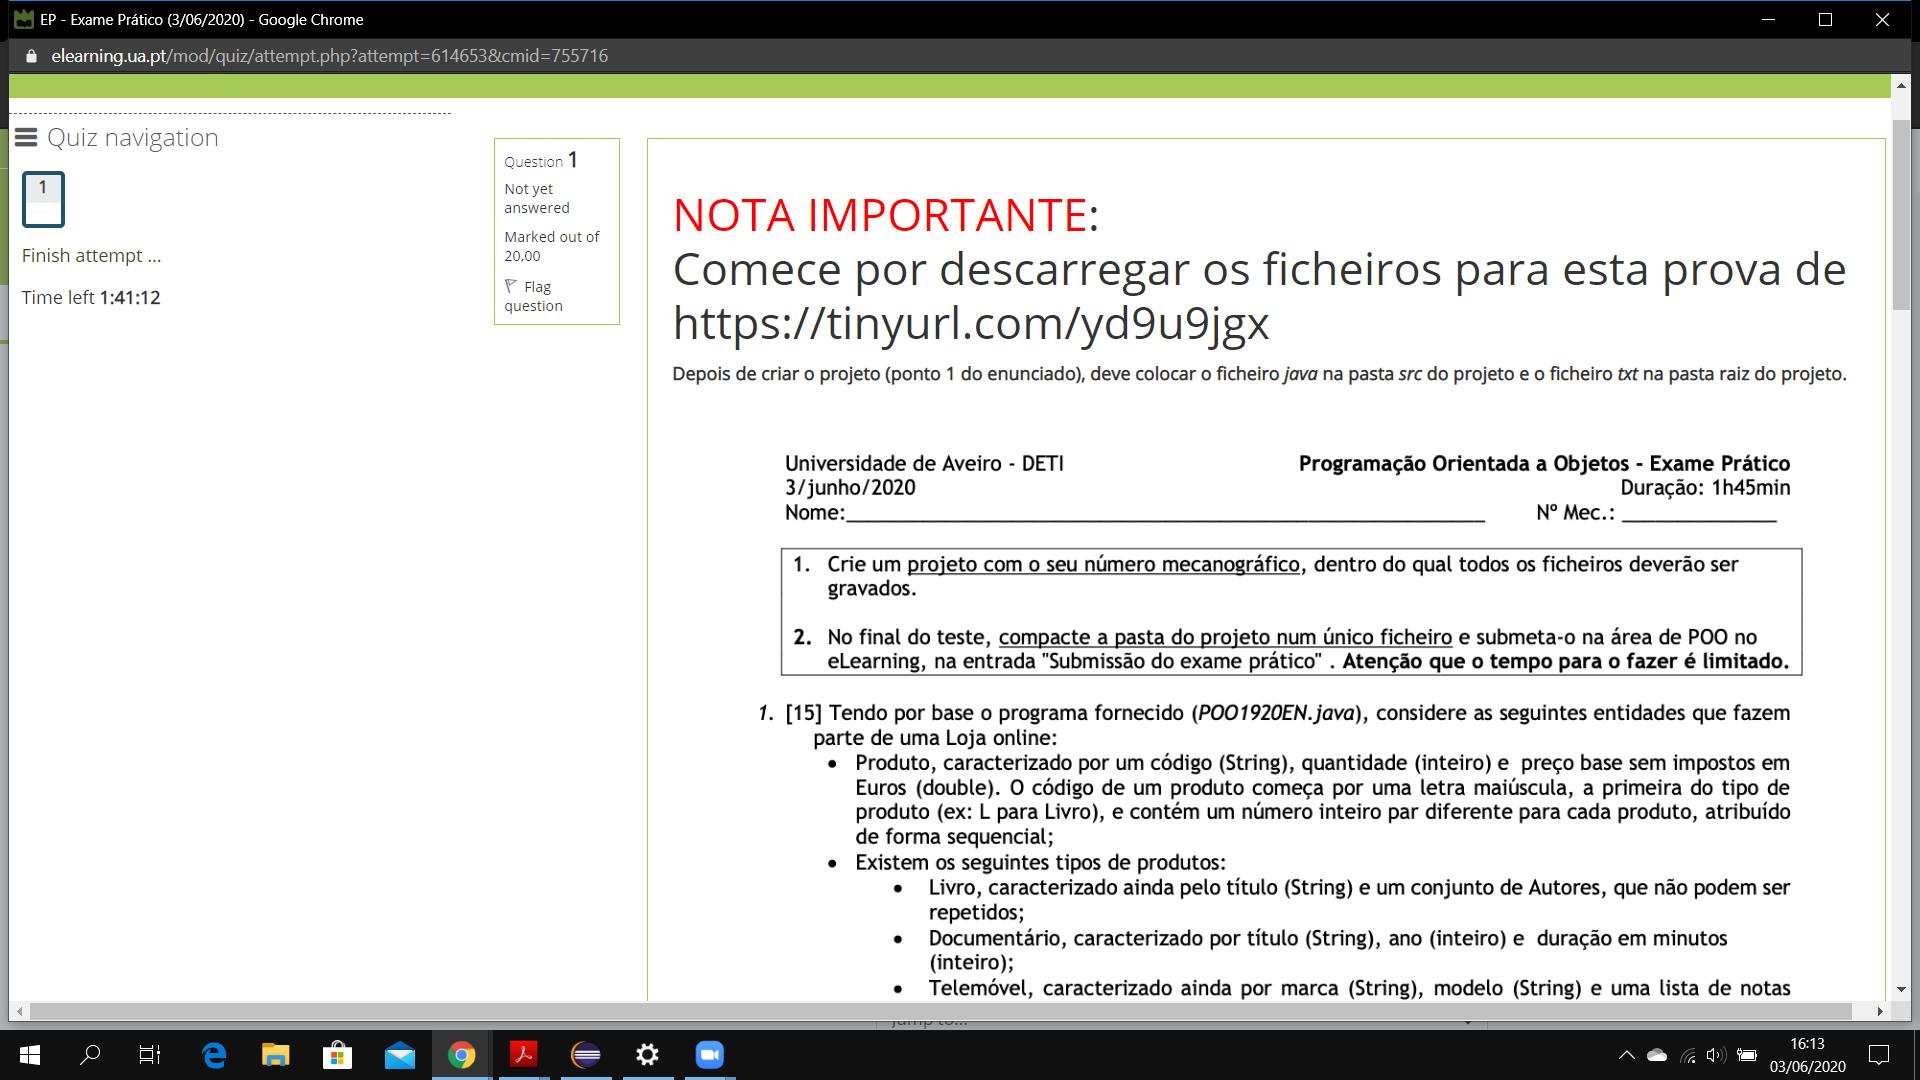 EP - Exame Prático (3/06/2020) - Google Chrome
elearning.ua.pt/mod/quiz/attempt.php?attempt=614653&cmid=755716
Quiz navigation
1
Finish attempt ...
Time left 1:41:12
Question 1
Not yet
answered
Marked out of
20,00
Flag
question
NOTA IMPORTANTE:
Comece por descarregar os ficheiros para esta prova de
https://tinyurl.com/yd9u9jgx
Depois de criar o projeto (ponto 1 do enunciado), deve colocar o ficheiro java na pasta src do projeto e o ficheiro txt na pasta raiz do projeto.
Universidade de Aveiro - DETI Programação Orientada a Objetos - Exame Prático
3/junho/2020 Duração: 1h45min
Nome:____ Nº Mec.: ____
1. Crie um projeto com o seu número mecanográfico, dentro do qual todos os ficheiros deverão ser
gravados.
2. No final do teste, compacte a pasta do projeto num único ficheiro e submeta-o na área de POO no
eLearning, na entrada "Submissão do exame prático" . Atenção que o tempo para o fazer é limitado.
1. [15] Tendo por base o programa fornecido (POO1920EN.java), considere as seguintes entidades que fazem
parte de uma Loja online:
• Produto, caracterizado por um código (String), quantidade (inteiro) e preço base sem impostos em
Euros (double). O código de um produto começa por uma letra maiúscula, a primeira do tipo de
produto (ex: L para Livro), e contém um número inteiro par diferente para cada produto, atribuído
de forma sequencial;
• Existem os seguintes tipos de produtos:
• Livro, caracterizado ainda pelo título (String) e um conjunto de Autores, que não podem ser
repetidos;
• Documentário, caracterizado por título (String), ano (inteiro) e duração em minutos
(inteiro);
• Telemóvel, caracterizado ainda por marca (String), modelo (String) e uma lista de notas
Jump to...
16:13
03/06/2020